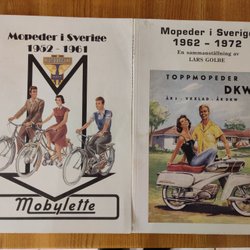 Mopeder i Sverige
1952 - 1961
Mobylette
Mopeder i Sverige
1962 - 1972
En sammanställning av
LARS GOLBE
TOPPMOPEDER
DKW